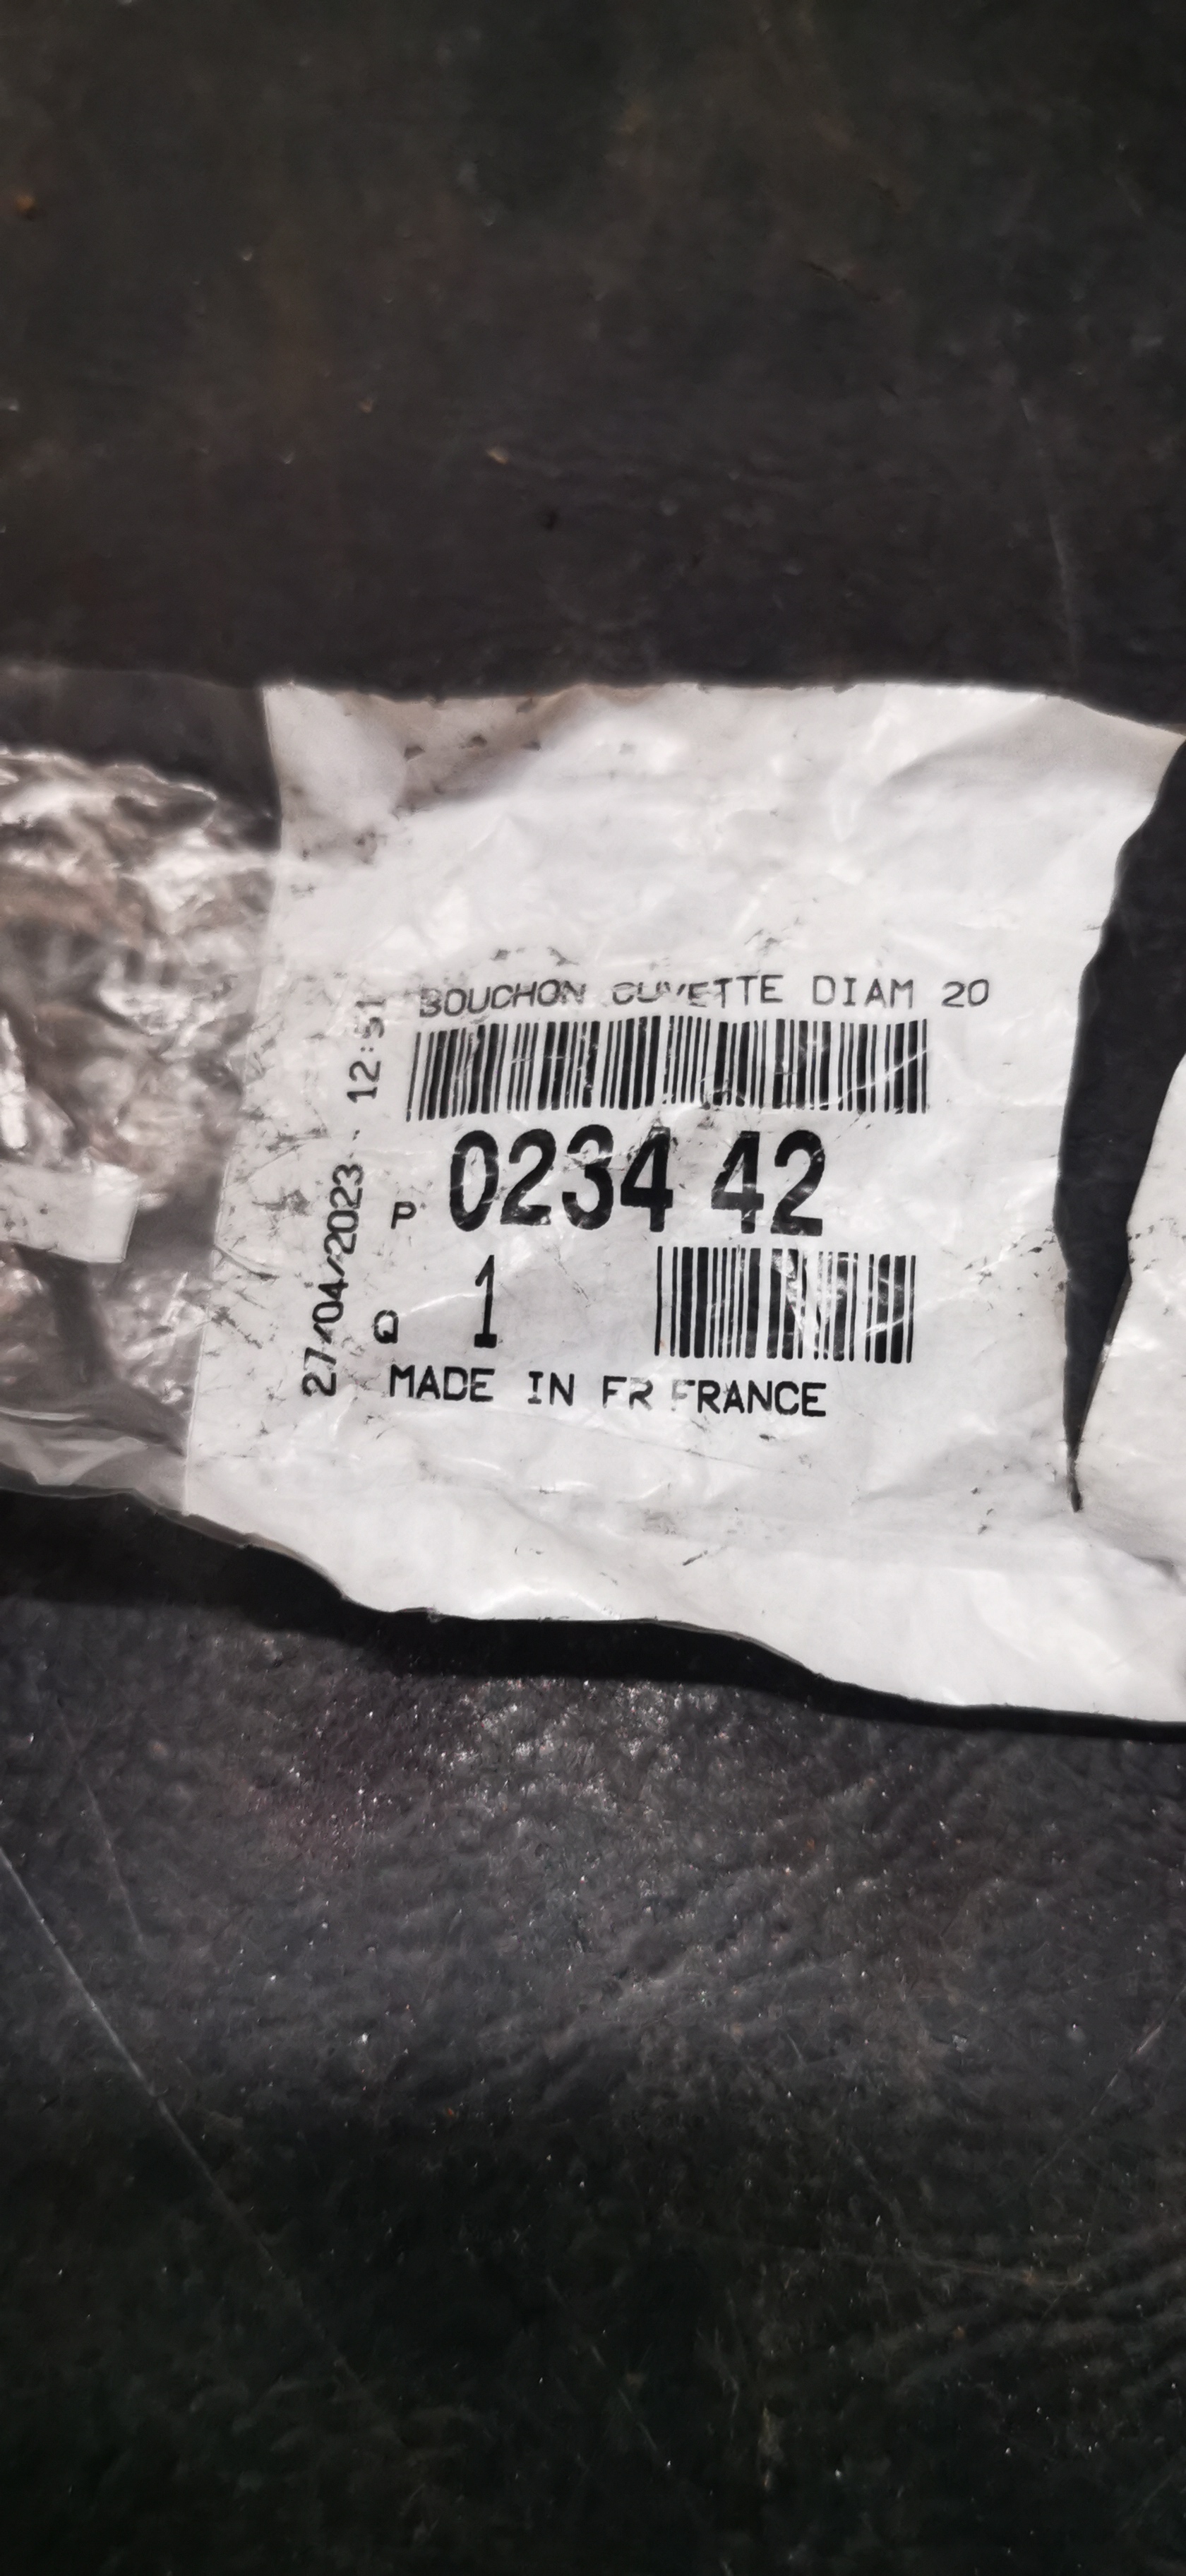 BOUCHON CUVETTE DIAM 20
P 0234 42
Q 1
MADE IN FR FRANCE
27/04/2023 - 12:51